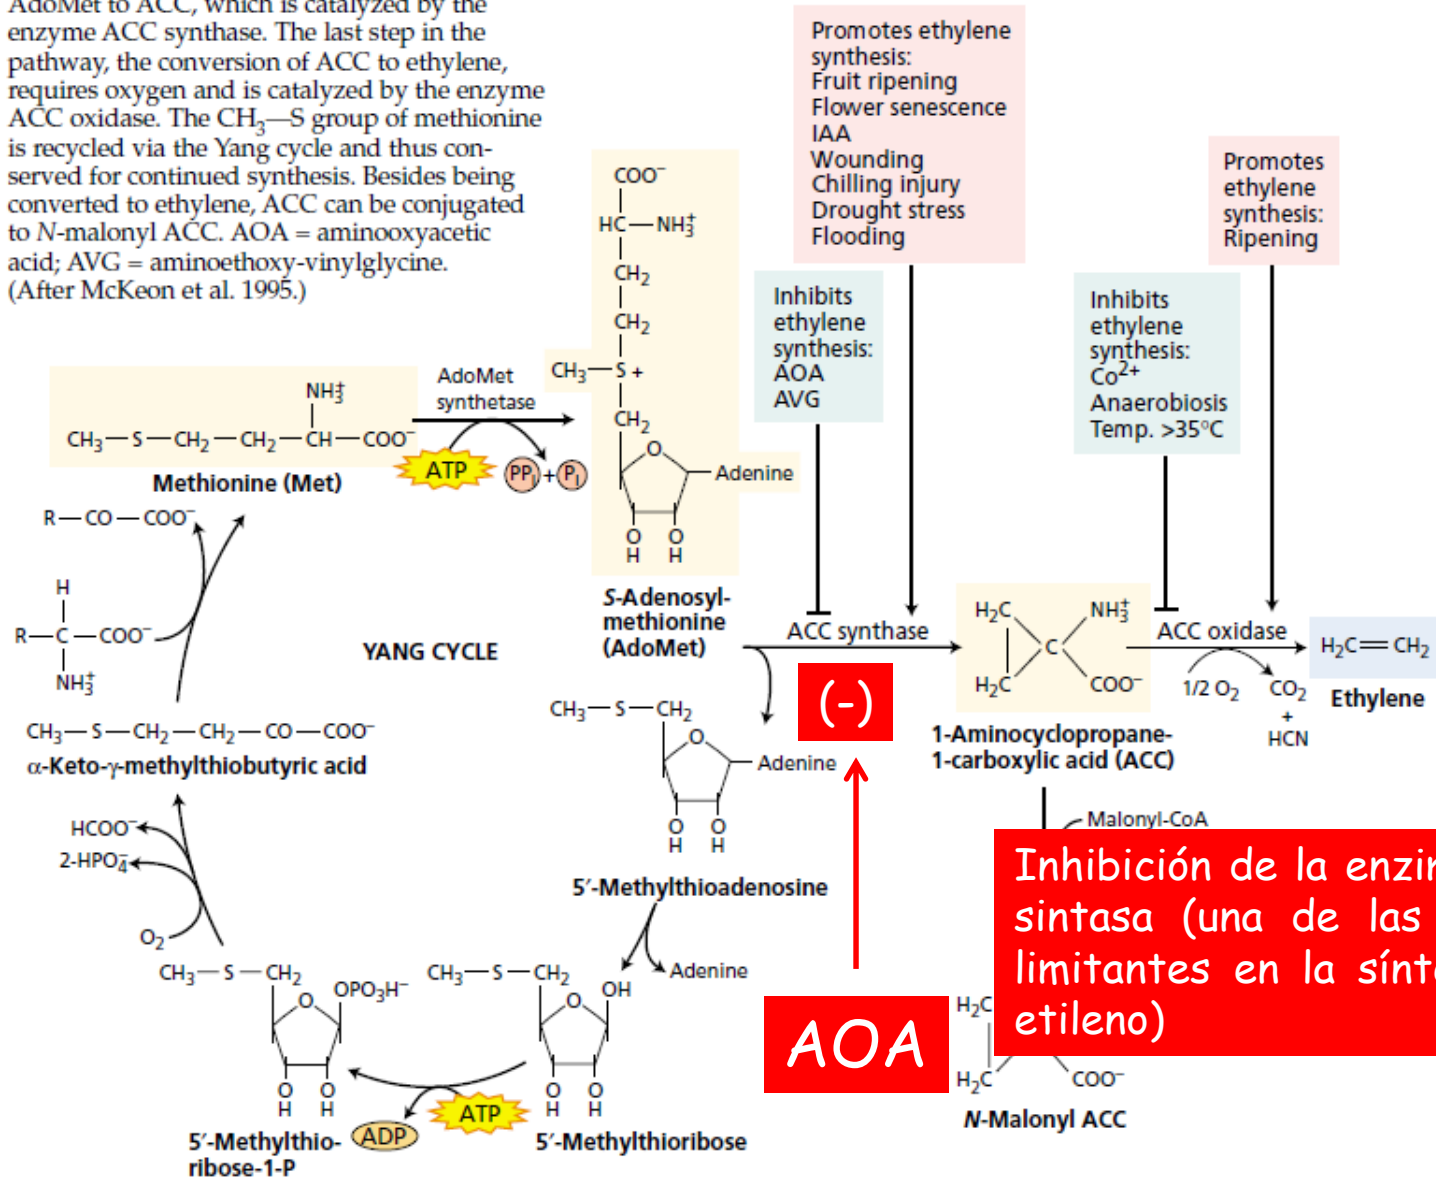 AdoMet to ACC, which is catalyzed by the
enzyme ACC synthase. The last step in the
pathway, the conversion of ACC to ethylene,
requires oxygen and is catalyzed by the enzyme
ACC oxidase. The CH₃—S group of methionine
is recycled via the Yang cycle and thus con-
served for continued synthesis. Besides being
converted to ethylene, ACC can be conjugated
to N-malonyl ACC. AOA = aminooxyacetic
acid; AVG = aminoethoxy-vinylglycine.
(After McKeon et al. 1995.)
Promotes ethylene
synthesis:
Fruit ripening
Flower senescence
IAA
Wounding
Chilling injury
Drought stress
Flooding
Promotes
ethylene
synthesis:
Ripening
Inhibits
ethylene
synthesis:
AOA
AVG
Inhibits
ethylene
synthesis:
Co²⁺
Anaerobiosis
Temp. >35°C
NH₃⁺
CH₃—S—CH₂—CH₂—CH—COO⁻
Methionine (Met)
AdoMet
synthetase
ATP
PPᵢ + Pᵢ
COO⁻
HC—NH₃⁺
CH₂
CH₂
CH₃—S +
CH₂
O
Adenine
O O
H H
S-Adenosyl-
methionine
(AdoMet)
ACC synthase
(-)
H₂C NH₃⁺
C
H₂C COO⁻
1-Aminocyclopropane-
1-carboxylic acid (ACC)
ACC oxidase
1/2 O₂
CO₂
+
HCN
H₂C=CH₂
Ethylene
R—CO—COO⁻
H
R—C—COO⁻
NH₃⁺
YANG CYCLE
CH₃—S—CH₂—CH₂—CO—COO⁻
α-Keto-γ-methylthiobutyric acid
HCOO⁻
2-HPO₄⁻
O₂
CH₃—S—CH₂
O
Adenine
O O
H H
5′-Methylthioadenosine
Adenine
CH₃—S—CH₂
O
OPO₃H⁻
O O
H H
5′-Methylthio-
ribose-1-P
ADP
ATP
CH₃—S—CH₂
OH
O
O O
H H
5′-Methylthioribose
AOA
Malonyl-CoA
Inhibición de la
sintasa (una de las
limitantes en la
etileno)
H₂C
H₂C COO⁻
N-Malonyl ACC